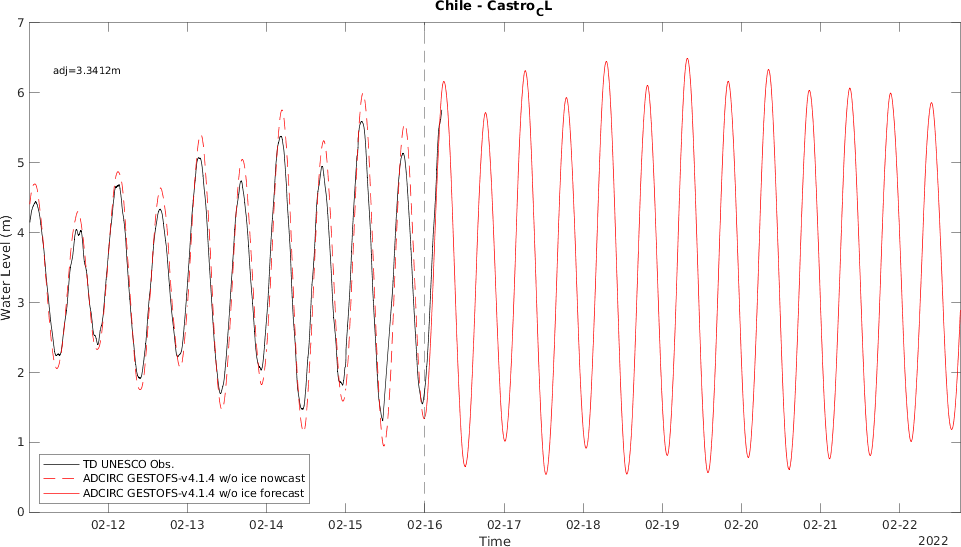 Chile - Castro_CL
7
6
5
4
3
2
1
0
Water Level (m)
adj=3.3412m
TD UNESCO Obs.
ADCIRC GESTOFS-v4.1.4 w/o ice nowcast
ADCIRC GESTOFS-v4.1.4 w/o ice forecast
02-12 02-13 02-14 02-15 02-16 02-17 02-18 02-19 02-20 02-21 02-22
Time
2022